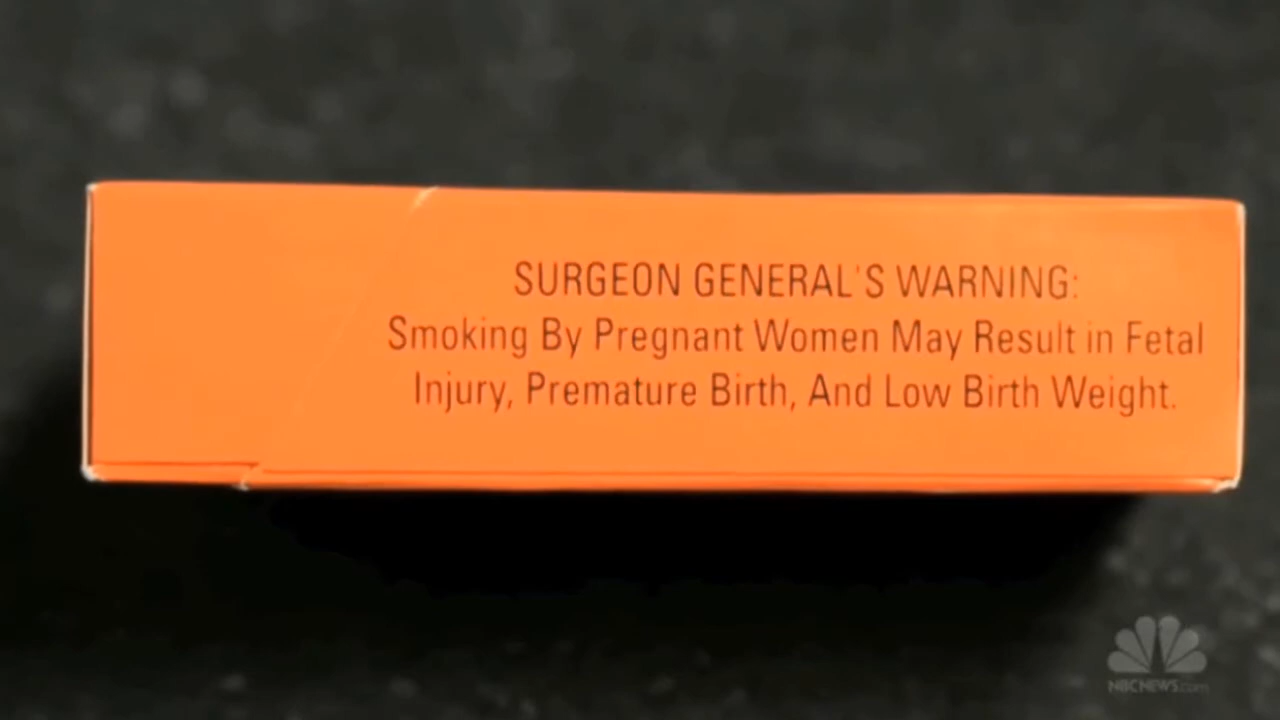 SURGEON GENERAL'S WARNING:
Smoking By Pregnant Women May Result in Fetal
Injury, Premature Birth, And Low Birth Weight.
NBCNEWS.com